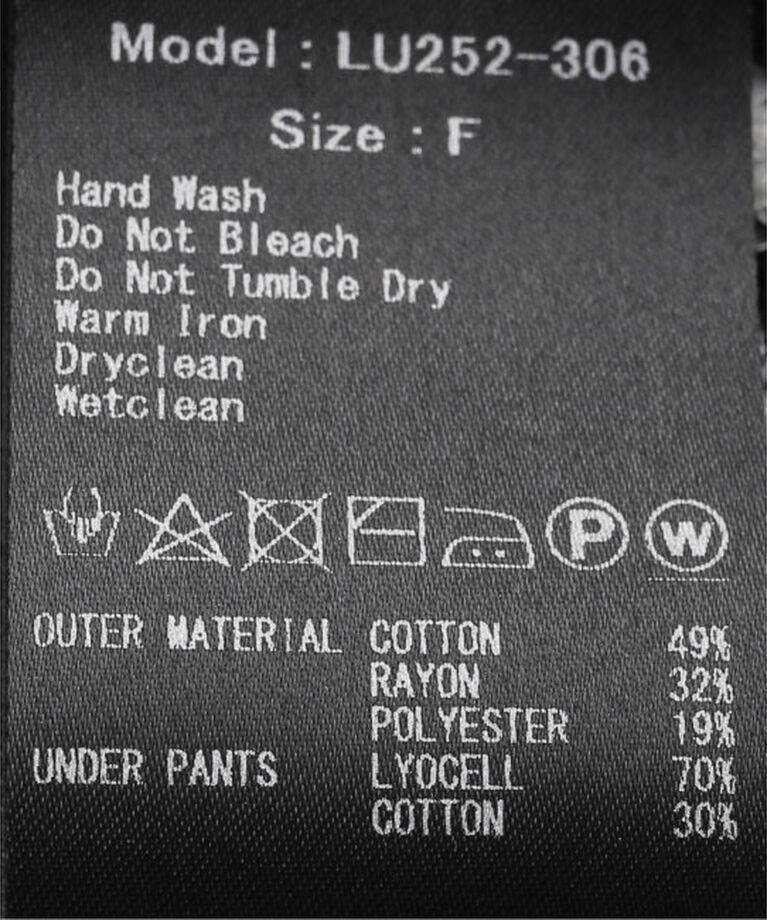 Model : LU252-306
Size : F
Hand Wash
Do Not Bleach
Do Not Tumble Dry
Warm Iron
Dryclean
Wetclean
P W
OUTER MATERIAL COTTON 49%
RAYON 32%
POLYESTER 19%
UNDER PANTS LYOCELL 70%
COTTON 30%